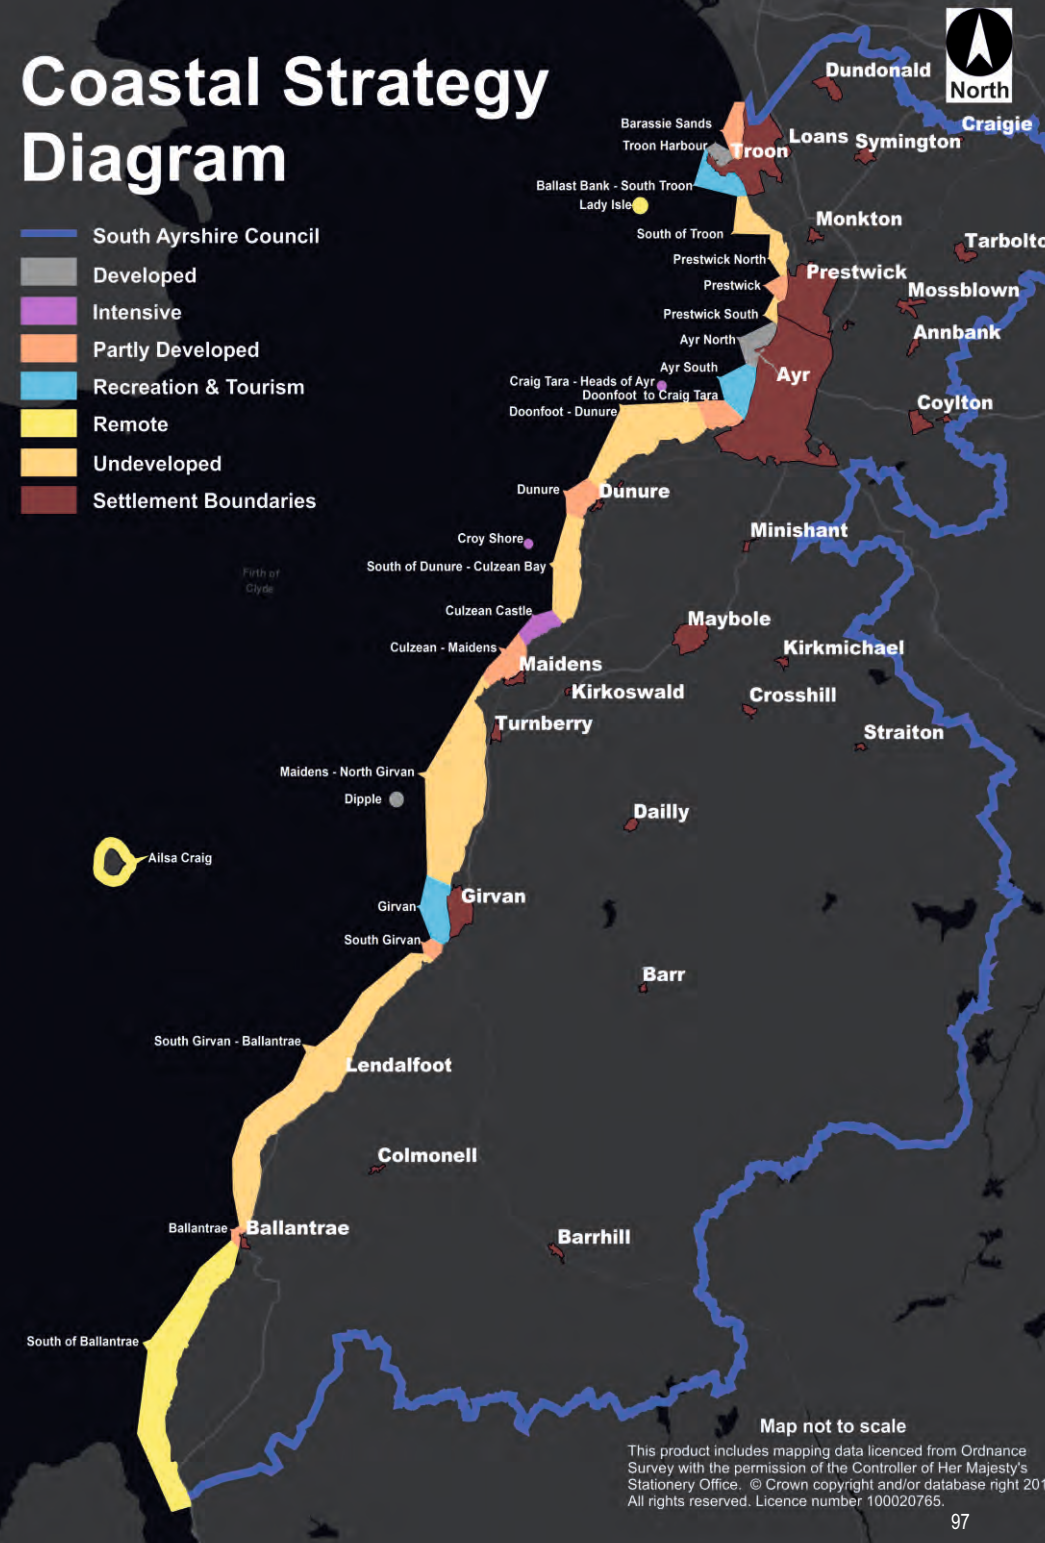 Coastal Strategy
Diagram
North
South Ayrshire Council
Developed
Intensive
Partly Developed
Recreation & Tourism
Remote
Undeveloped
Settlement Boundaries
Dundonald
Craigie
Barassie Sands
Troon Harbour
Troon
Loans
Symington
Ballast Bank - South Troon
Lady Isle
Monkton
South of Troon
Tarbolto
Prestwick North
Prestwick
Prestwick
Mossblown
Prestwick South
Annbank
Ayr North
Ayr South
Ayr
Craig Tara - Heads of Ayr
Doonfoot to Craig Tara
Doonfoot - Dunure
Coylton
Dunure
Dunure
Minishant
Croy Shore
South of Dunure - Culzean Bay
Firth of
Clyde
Culzean Castle
Maybole
Culzean - Maidens
Kirkmichael
Maidens
Kirkoswald
Crosshill
Turnberry
Straiton
Maidens - North Girvan
Dipple
Dailly
Ailsa Craig
Girvan
Girvan
South Girvan
Barr
South Girvan - Ballantrae
Lendalfoot
Colmonell
Ballantrae
Ballantrae
Barrhill
South of Ballantrae
Map not to scale
This product includes mapping data licenced from Ordnance
Survey with the permission of the Controller of Her Majesty's
Stationery Office. © Crown copyright and/or database right 201
All rights reserved. Licence number 100020765.
97